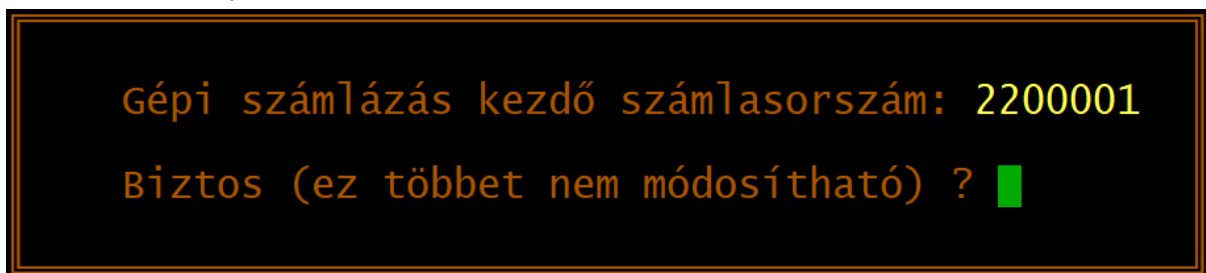 Gépi számlázás kezdő számlasorszám: 2200001
Biztos (ez többet nem módosítható) ?